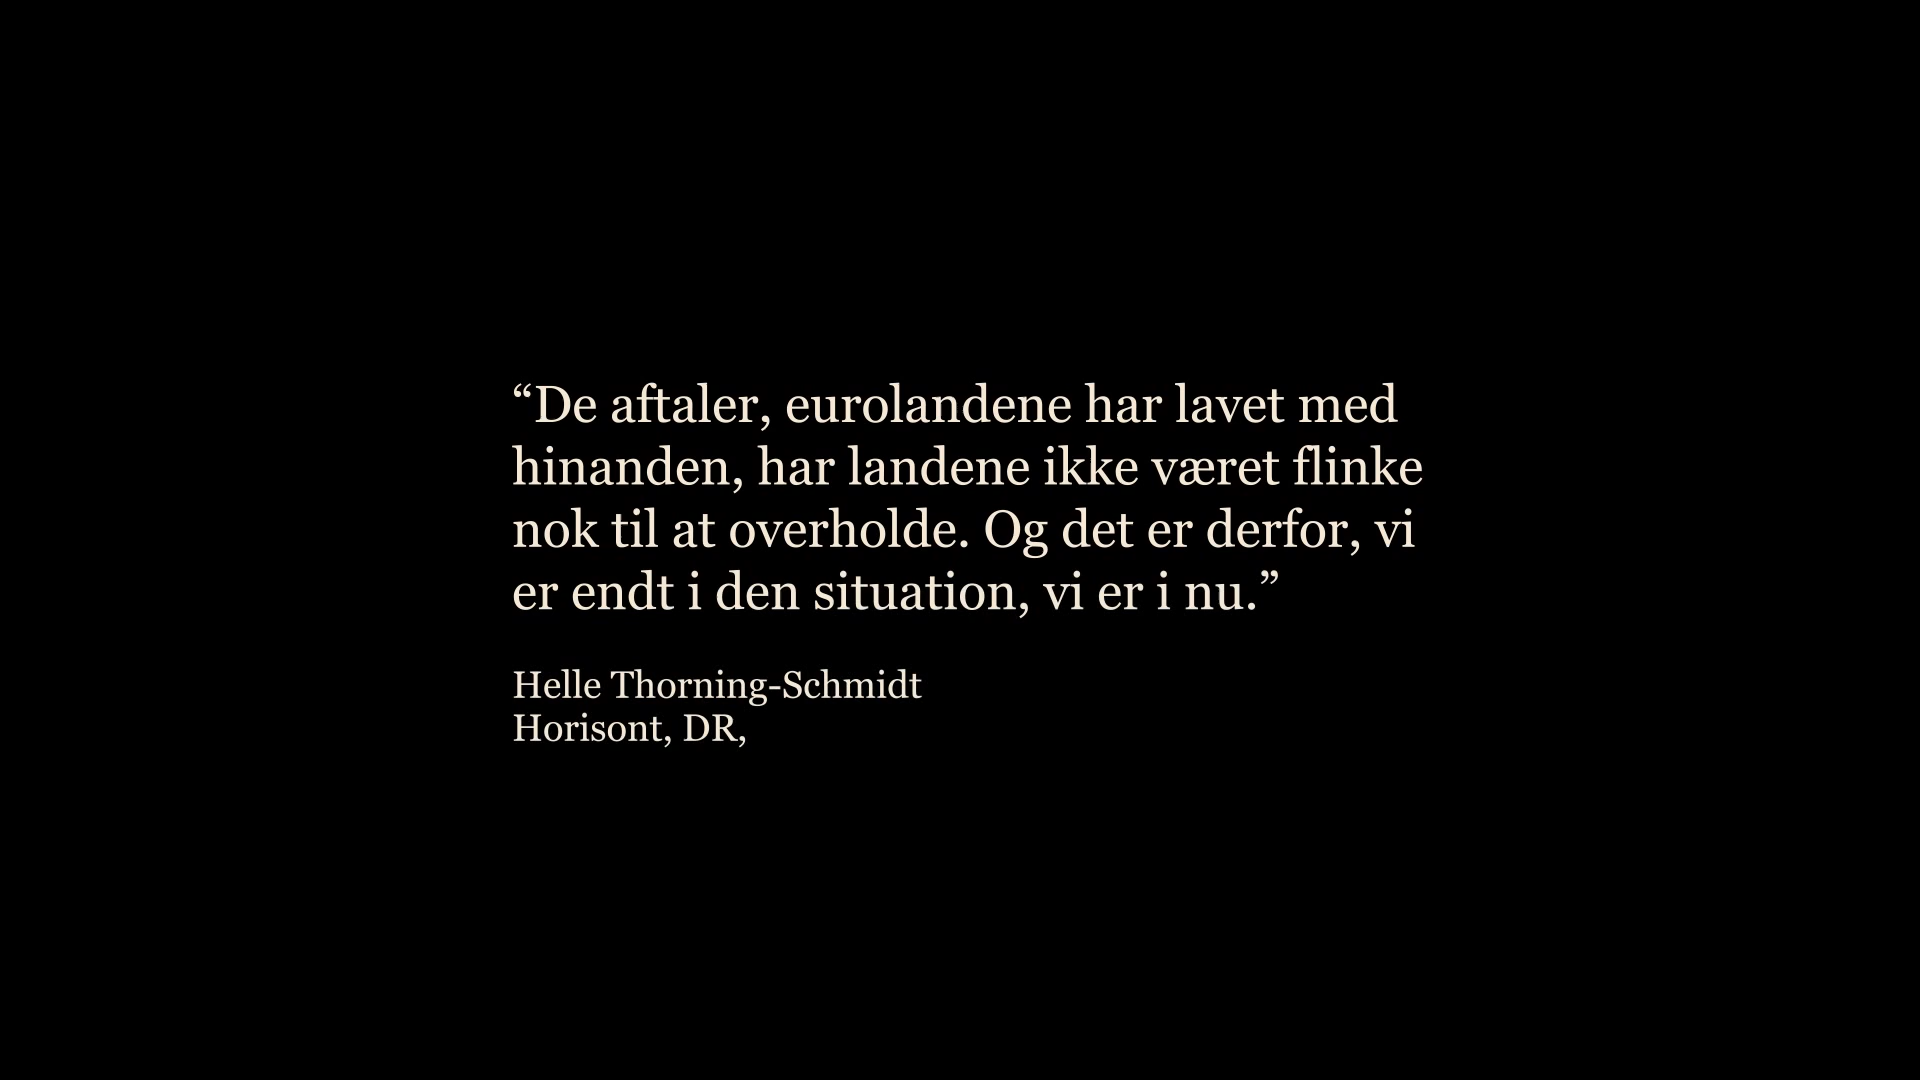 “De aftaler, eurolandene har lavet med
hinanden, har landene ikke været flinke
nok til at overholde. Og det er derfor, vi
er endt i den situation, vi er i nu.”
Helle Thorning-Schmidt
Horisont, DR,